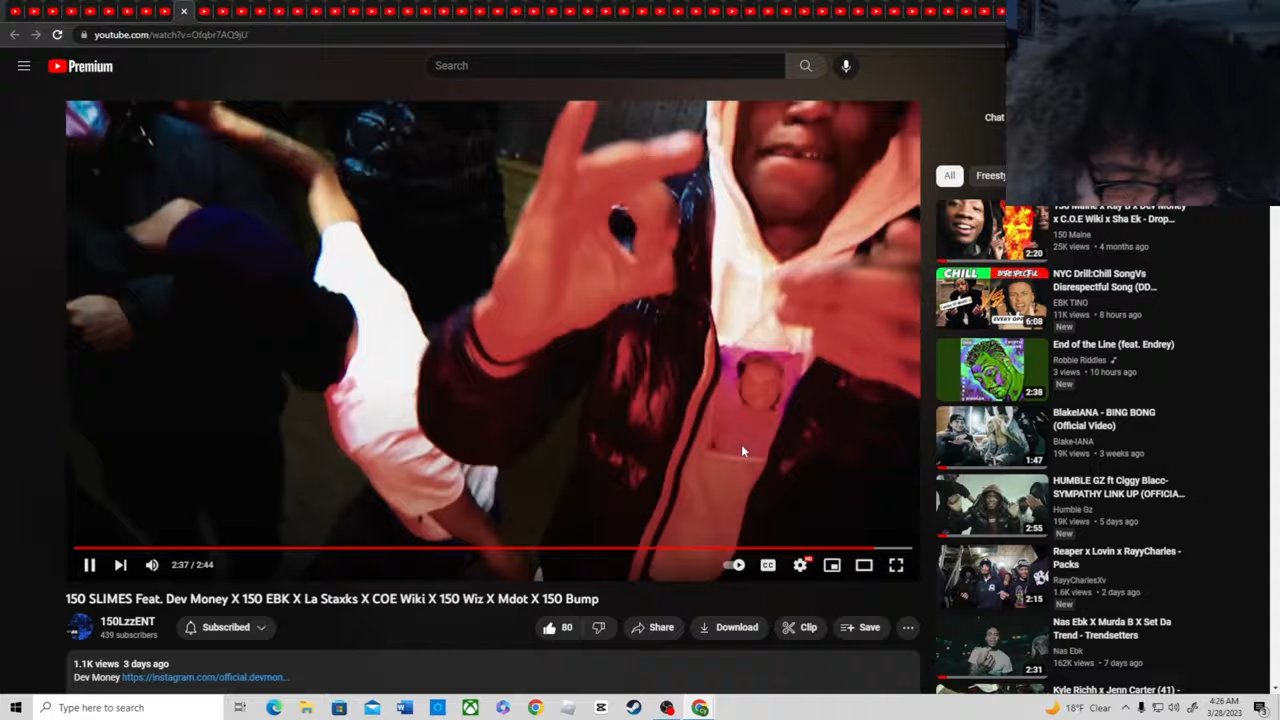 youtube.com/watch?v=Ofqbr7AQ9jU
Premium
Search
Chat
All
Freesty
150 Maine x Kay B x Dev Money
x C.O.E Wiki x Sha Ek - Drop...
150 Maine
25K views • 4 months ago
2:20
CHILL
DISRESPECTFUL
VS
EVERY OPP
6:08
NYC Drill:Chill SongVs
Disrespectful Song (DD...
EBK TINO
11K views • 8 hours ago
New
End of the Line (feat. Endrey)
Robbie Riddles
3 views • 10 hours ago
New
2:38
BlakeIANA - BING BONG
(Official Video)
Blake-IANA
19K views • 3 weeks ago
1:47
HUMBLE GZ ft Ciggy Blacc-
SYMPATHY LINK UP (OFFICIA...
Humble Gz
19K views • 5 days ago
New
2:55
Reaper x Lovin x RayyCharles -
Packs
RayyCharlesXv
1.6K views • 2 days ago
New
2:15
Nas Ebk X Murda B X Set Da
Trend - Trendsetters
Nas Ebk
162K views • 7 days ago
2:31
Kyle Richh x Jenn Carter (41) -
2:37 / 2:44
CC
HD
150 SLIMES Feat. Dev Money X 150 EBK X La Staxks X COE Wiki X 150 Wiz X Mdot X 150 Bump
150LzzENT
439 subscribers
Subscribed
80
Share
Download
Clip
Save
1.1K views 3 days ago
Dev Money https://instagram.com/official.devmon...
Type here to search
18°F Clear
4:26 AM
3/28/2023